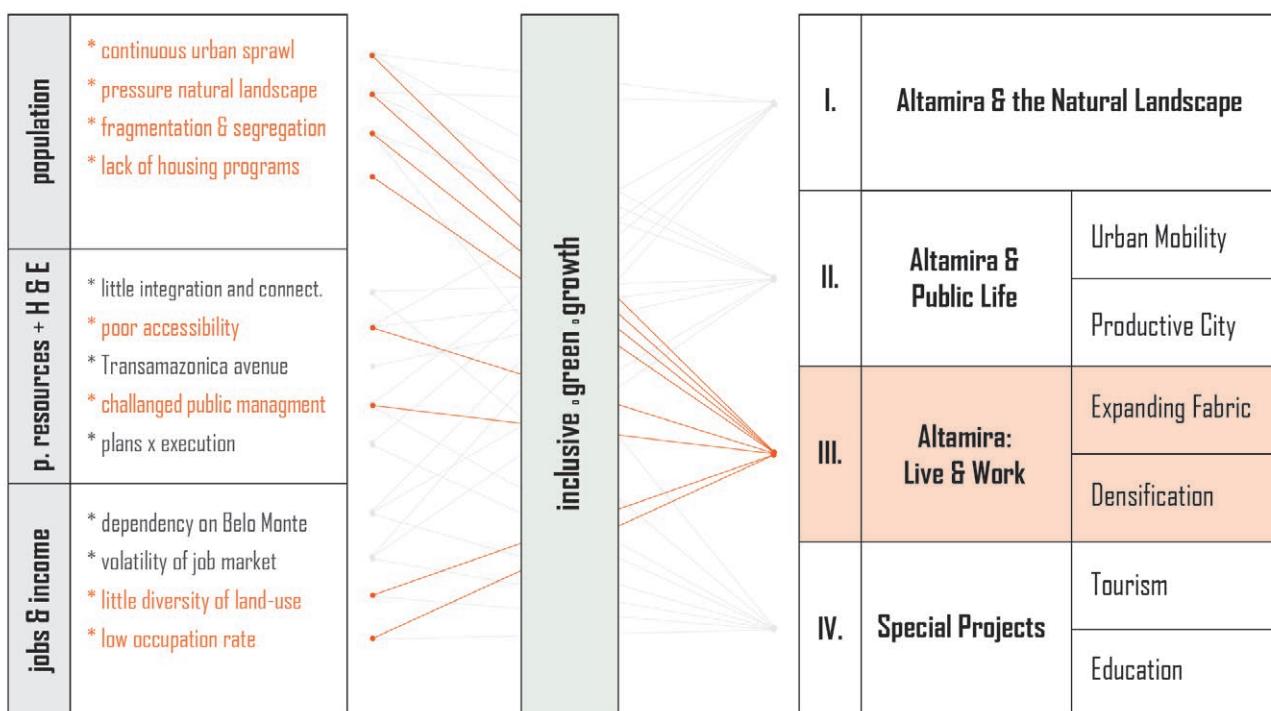 population
* continuous urban sprawl
* pressure natural landscape
* fragmentation & segregation
* lack of housing programs
p. resources + H & E
* little integration and connect.
* poor accessibility
* Transamazonica avenue
* challanged public managment
* plans x execution
jobs & income
* dependency on Belo Monte
* volatility of job market
* little diversity of land-use
* low occupation rate
inclusive.green.growth
I.
Altamira & the Natural Landscape
II.
Altamira &
Public Life
Urban Mobility
Productive City
III.
Altamira:
Live & Work
Expanding Fabric
Densification
IV.
Special Projects
Tourism
Education